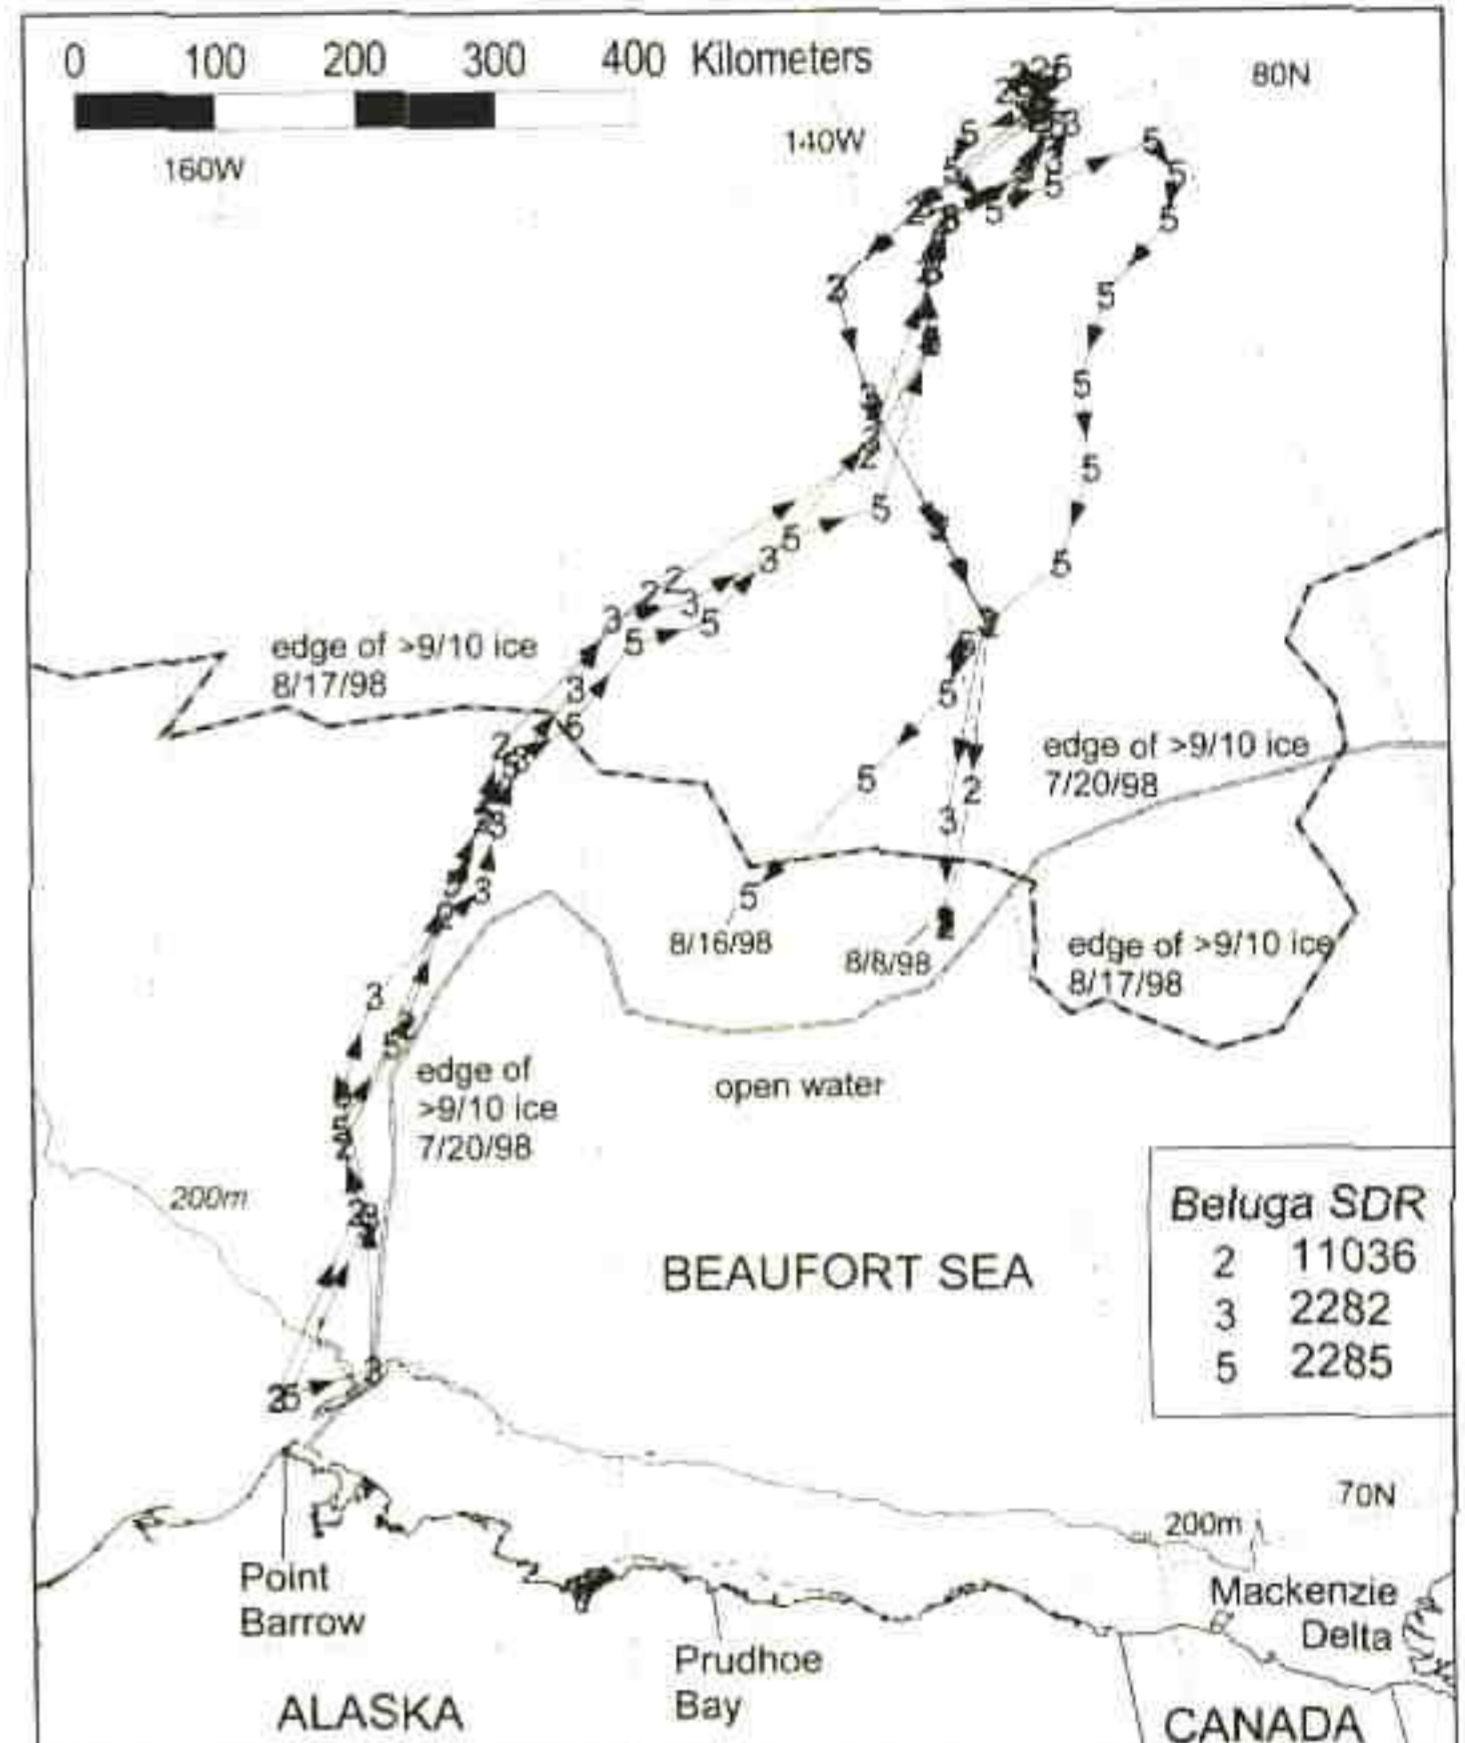 0 100 200 300 400 Kilometers
80N
140W
160W
edge of >9/10 ice
8/17/98
edge of >9/10 ice
7/20/98
8/16/98
8/8/98
edge of >9/10 ice
8/17/98
edge of
>9/10 ice
7/20/98
open water
200m
BEAUFORT SEA
Beluga SDR
2 11036
3 2282
5 2285
70N
200m
Point
Barrow
Prudhoe
Bay
Mackenzie
Delta
ALASKA
CANADA